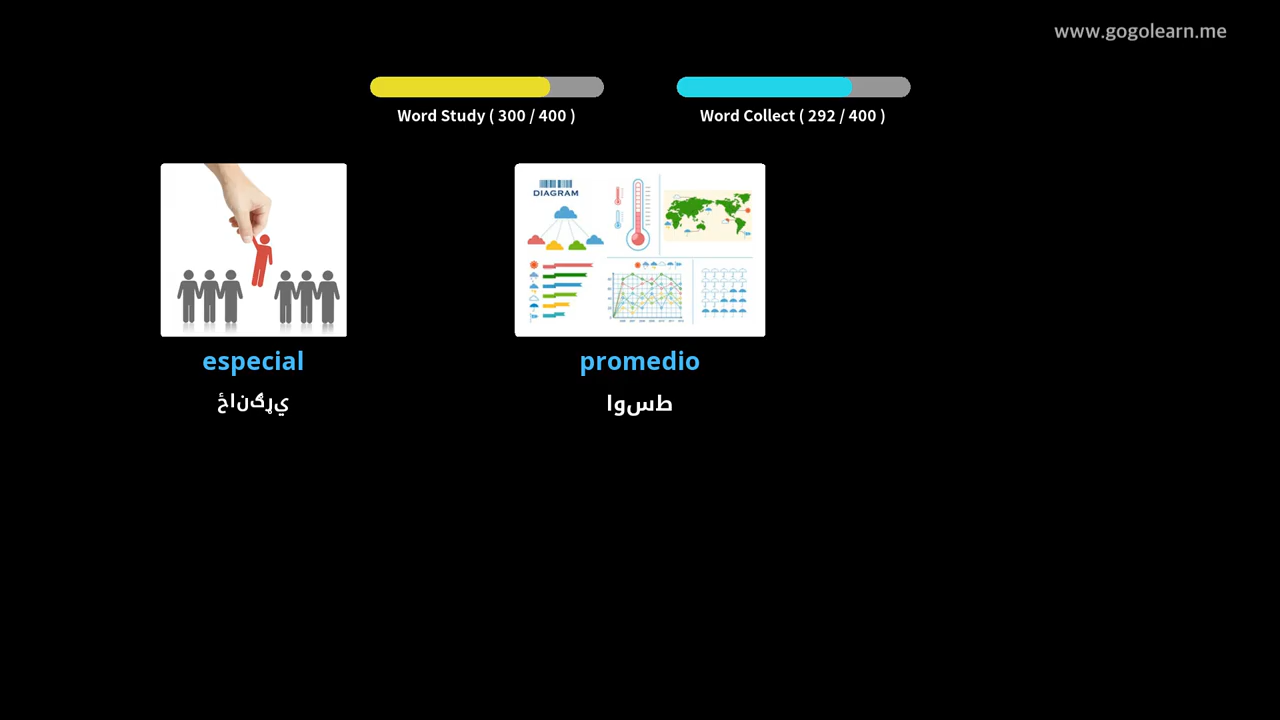 www.gogolearn.me
Word Study ( 300 / 400 )
Word Collect ( 292 / 400 )
DIAGRAM
especial
promedio
ځانګړي
اوسط